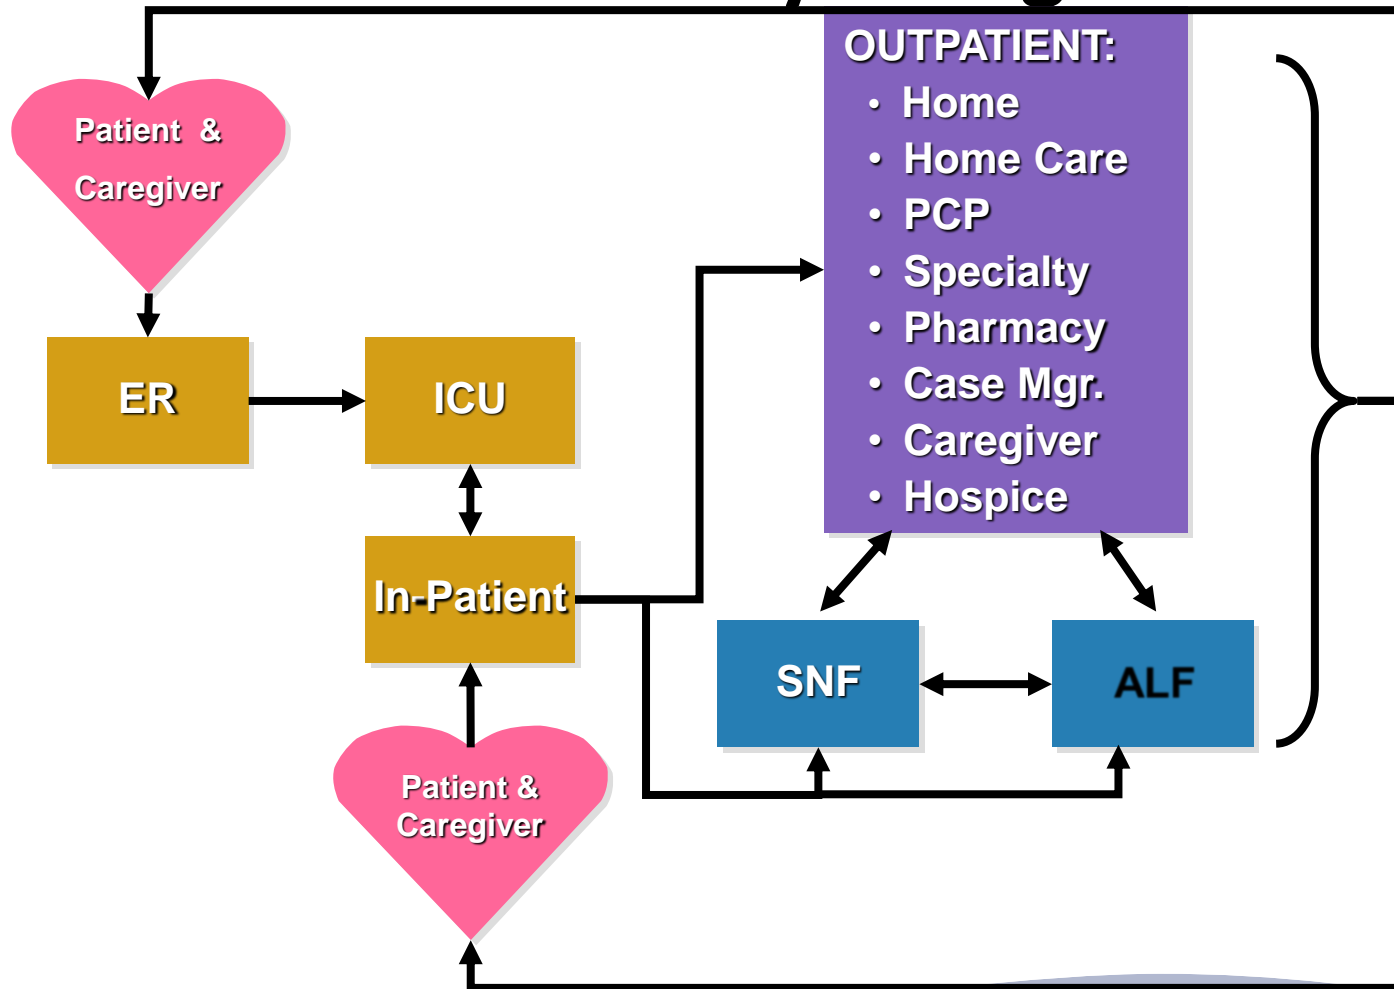 OUTPATIENT:
• Home
• Home Care
• PCP
• Specialty
• Pharmacy
• Case Mgr.
• Caregiver
• Hospice
Patient &
Caregiver
ER
ICU
In-Patient
SNF
ALF
Patient &
Caregiver